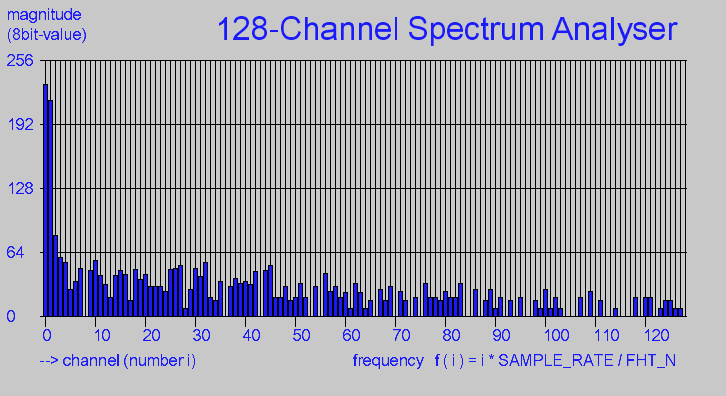 magnitude
(8bit-value)
128-Channel Spectrum Analyser
256
192
128
64
0
0 10 20 30 40 50 60 70 80 90 100 110 120
--> channel (number i) frequency f ( i ) = i * SAMPLE_RATE / FHT_N